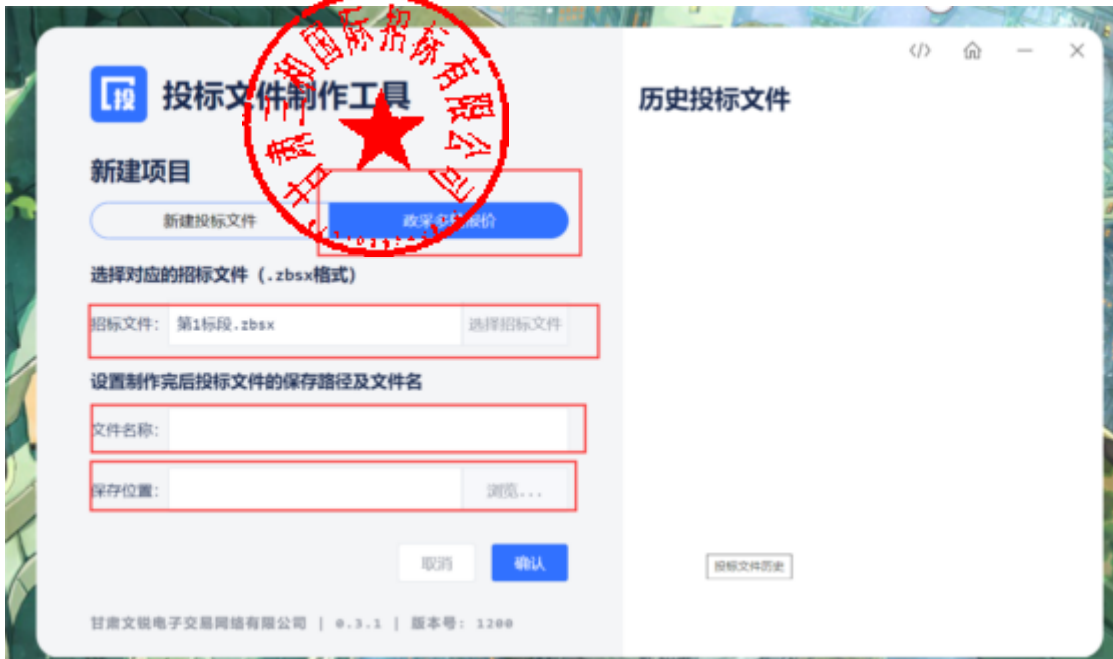 投标文件制作工具
新建项目
新建投标文件
政采多轮报价
选择对应的招标文件（.zbsx格式）
招标文件： 第1标段.zbsx 选择招标文件
设置制作完后投标文件的保存路径及文件名
文件名称：
保存位置： 浏览...
取消 确认
甘肃文锐电子交易网络有限公司 | 0.3.1 | 版本号: 1200
甘肃三和国际招标有限公司
</> 
历史投标文件
投标文件历史